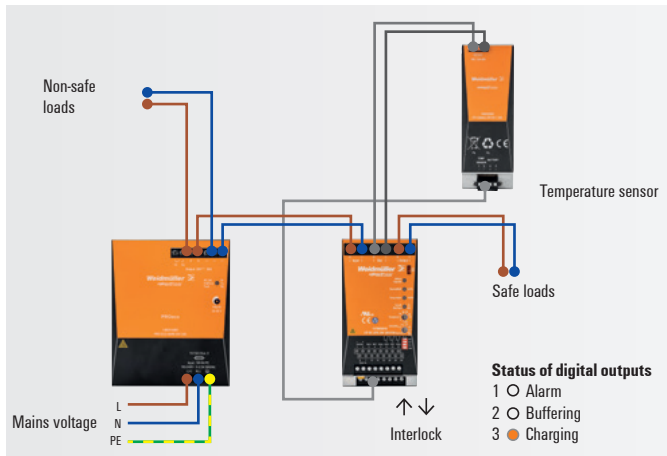 Non-safe
loads
Weidmüller
Temperature sensor
Weidmüller
Weidmüller
Safe loads
Mains voltage
L
N
PE
Interlock
Status of digital outputs
1 Alarm
2 Buffering
3 Charging